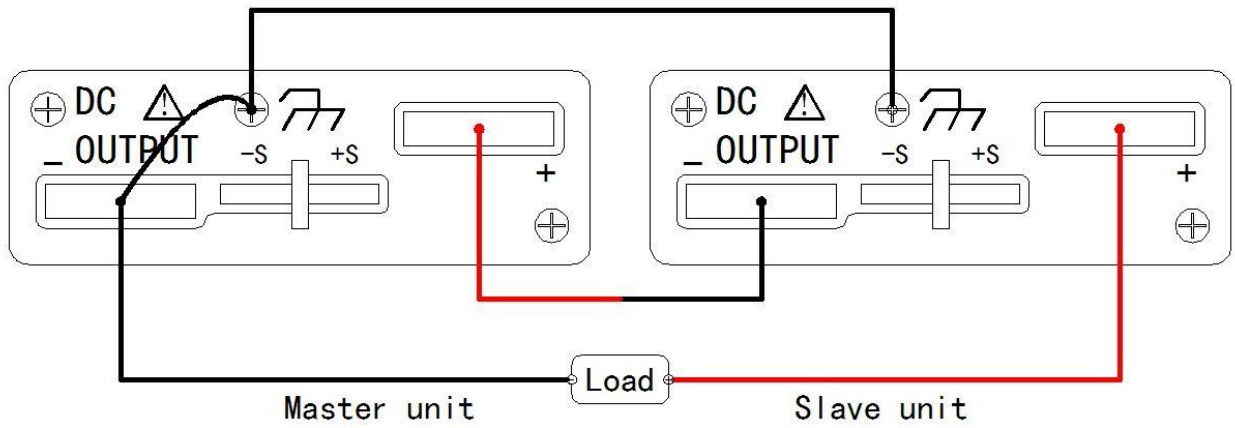 DC
_ OUTPUT
-S +S
+
DC
_ OUTPUT
-S +S
+
Load
Master unit
Slave unit